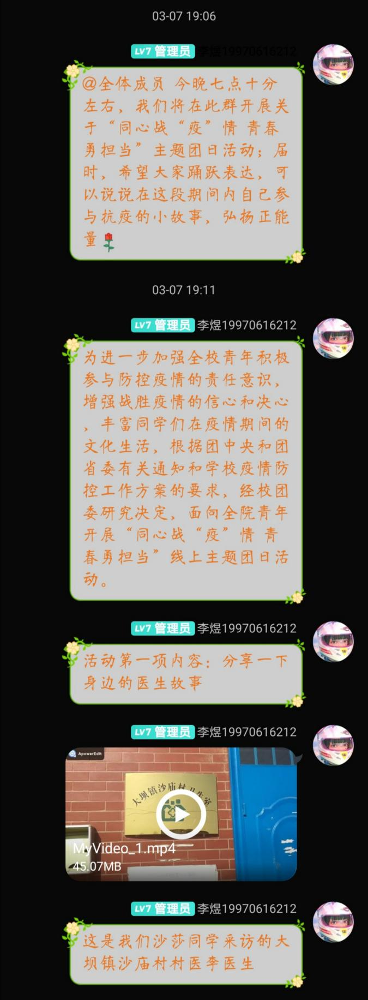 03-07 19:06
LV7 管理员 李煜19970616212
@全体成员 今晚七点十分
左右，我们将在此群开展关
于“同心战“疫”情 青春
勇担当”主题团日活动；届
时，希望大家踊跃表达，可
以说说在这段期间内自己参
与抗疫的小故事，弘扬正能
量
03-07 19:11
LV7 管理员 李煜19970616212
为进一步加强全校青年积极
参与防控疫情的责任意识，
增强战胜疫情的信心和决心
，丰富同学们在疫情期间的
文化生活，根据团中央和团
省委有关通知和学校疫情防
控工作方案的要求，经校团
委研究决定，面向全院青年
开展“同心战“疫”情 青
春勇担当”线上主题团日活
动。
LV7 管理员 李煜19970616212
活动第一项内容：分享一下
身边的医生故事
LV7 管理员 李煜19970616212
ApowerEdit
大坝镇沙庙村卫生室
MyVideo_1.mp4
45.07MB
LV7 管理员 李煜19970616212
这是我们沙莎同学采访的大
坝镇沙庙村村医李医生